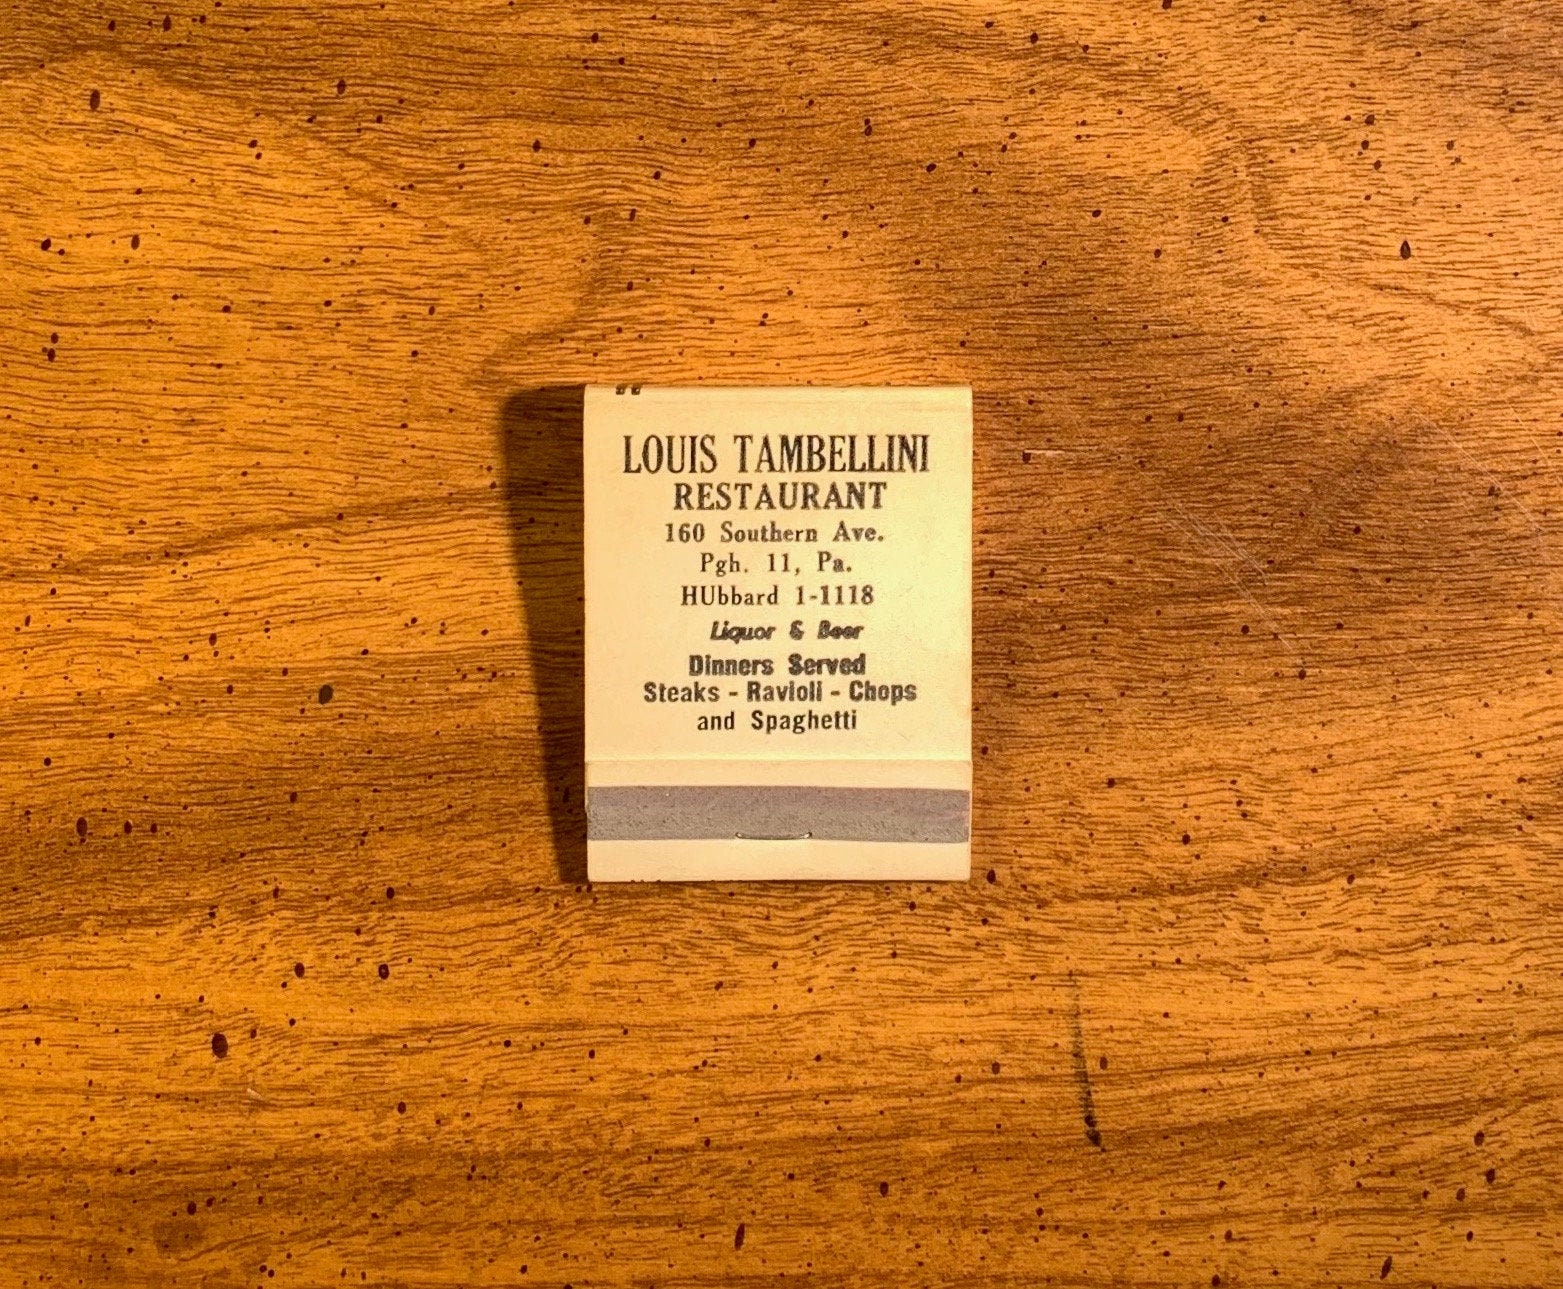 LOUIS TAMBELLINI
RESTAURANT
160 Southern Ave.
Pgh. 11, Pa.
HUbbard 1-1118
Liquor & Beer
Dinners Served
Steaks - Ravioli - Chops
and Spaghetti